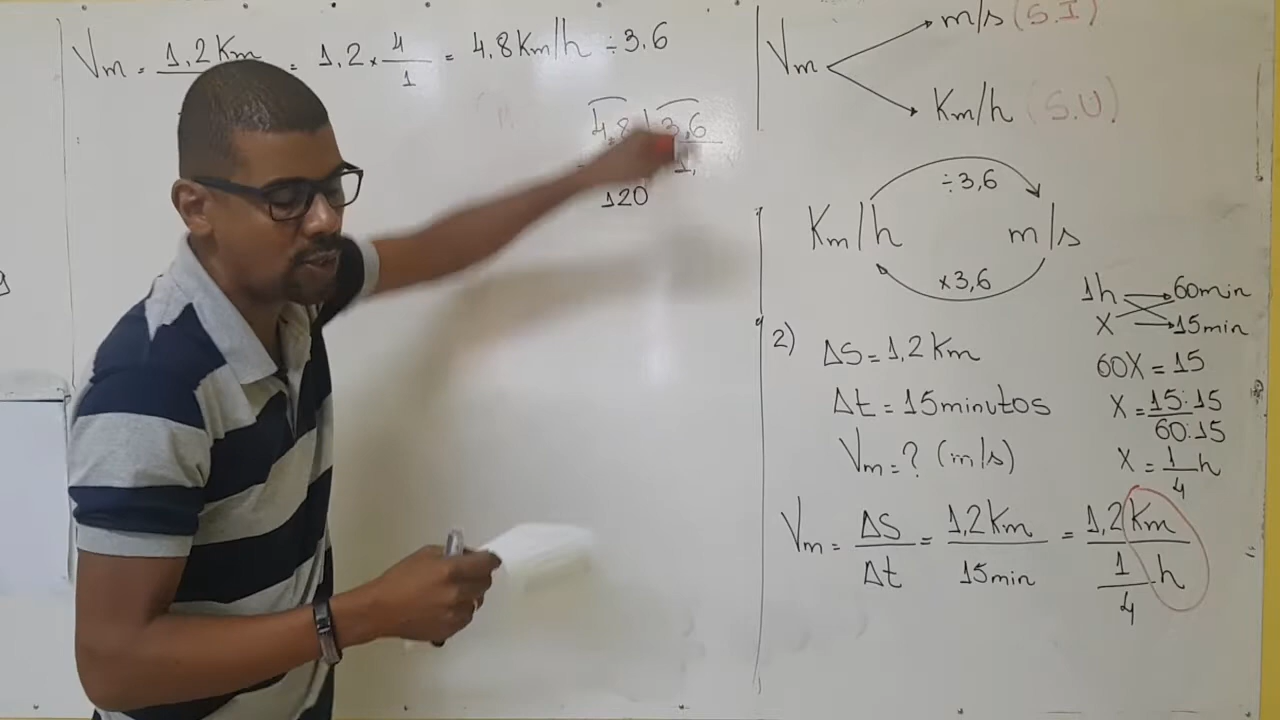 Vm = 1,2 Km = 1,2 × 4/1 = 4,8 Km/h ÷ 3,6
4,8 | 3,6
1,
120
Vm
m/s (S.I)
Km/h (S.U)
÷3,6
Km/h m/s
×3,6
1h 60min
X 15min
60X = 15
X = 15:15
60:15
X = 1/4 h
2) ΔS = 1,2 Km
Δt = 15 minutos
Vm = ? (m/s)
Vm = ΔS/Δt = 1,2 Km/15min = 1,2 Km/1/4 h =